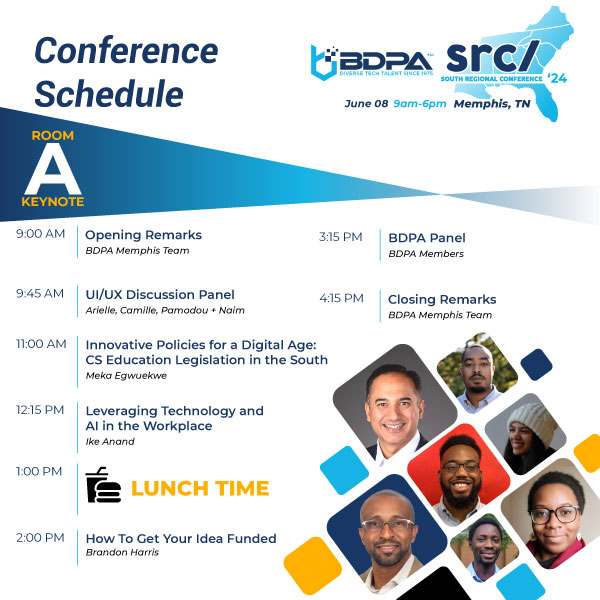 Conference
Schedule
BDPA™
DIVERSE TECH TALENT SINCE 1975
src/
SOUTH REGIONAL CONFERENCE '24
June 08 9am-6pm Memphis, TN
ROOM
A
KEYNOTE
9:00 AM
Opening Remarks
BDPA Memphis Team
9:45 AM
UI/UX Discussion Panel
Arielle, Camille, Pamodou + Naim
11:00 AM
Innovative Policies for a Digital Age:
CS Education Legislation in the South
Meka Egwuekwe
12:15 PM
Leveraging Technology and
AI in the Workplace
Ike Anand
1:00 PM
LUNCH TIME
2:00 PM
How To Get Your Idea Funded
Brandon Harris
3:15 PM
BDPA Panel
BDPA Members
4:15 PM
Closing Remarks
BDPA Memphis Team